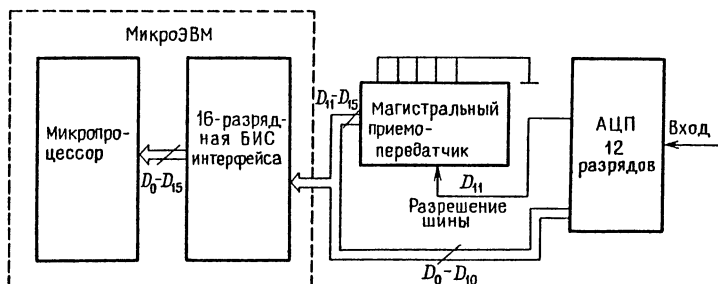 МикроЭВМ
Микропро-
цессор
D₀-D₁₅
16-разряд-
ная БИС
интерфейса
D₁₁-D₁₅
Магистральный
приемо-
передатчик
D₁₁
Разрешение
шины
D₀-D₁₀
АЦП
12
разрядов
Вход